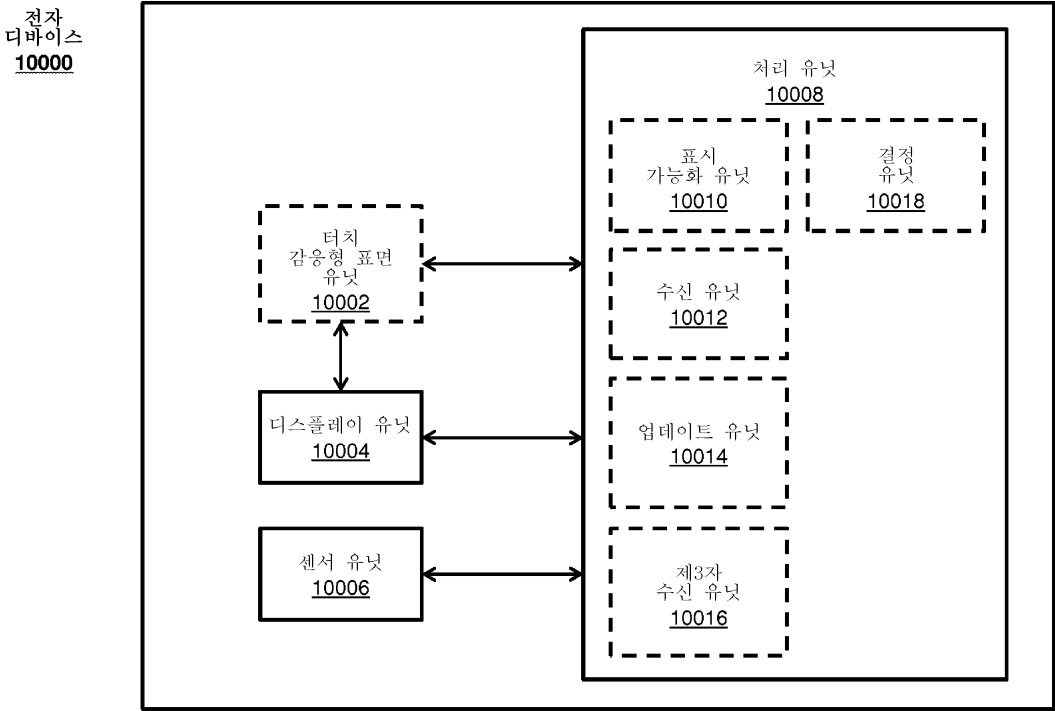 전자
디바이스
10000
처리 유닛
10008
표시
가능화 유닛
10010
결정
유닛
10018
터치
감응형 표면
유닛
10002
수신 유닛
10012
디스플레이 유닛
10004
업데이트 유닛
10014
센서 유닛
10006
제3자
수신 유닛
10016